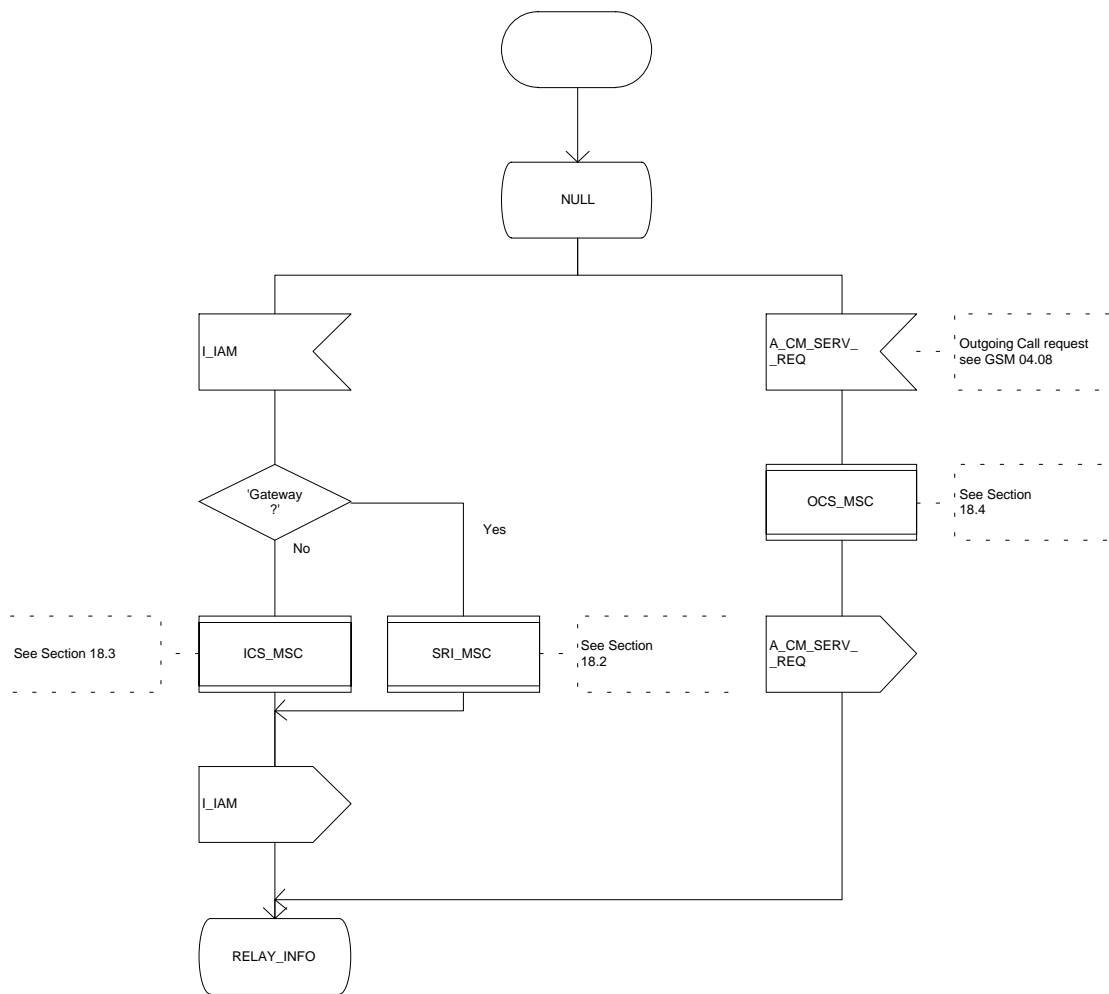 NULL
I_IAM
A_CM_SERV_
_REQ
Outgoing Call request
see GSM 04.08
'Gateway
?'
Yes
No
OCS_MSC
See Section
18.4
See Section 18.3
ICS_MSC
SRI_MSC
See Section
18.2
A_CM_SERV_
_REQ
I_IAM
RELAY_INFO